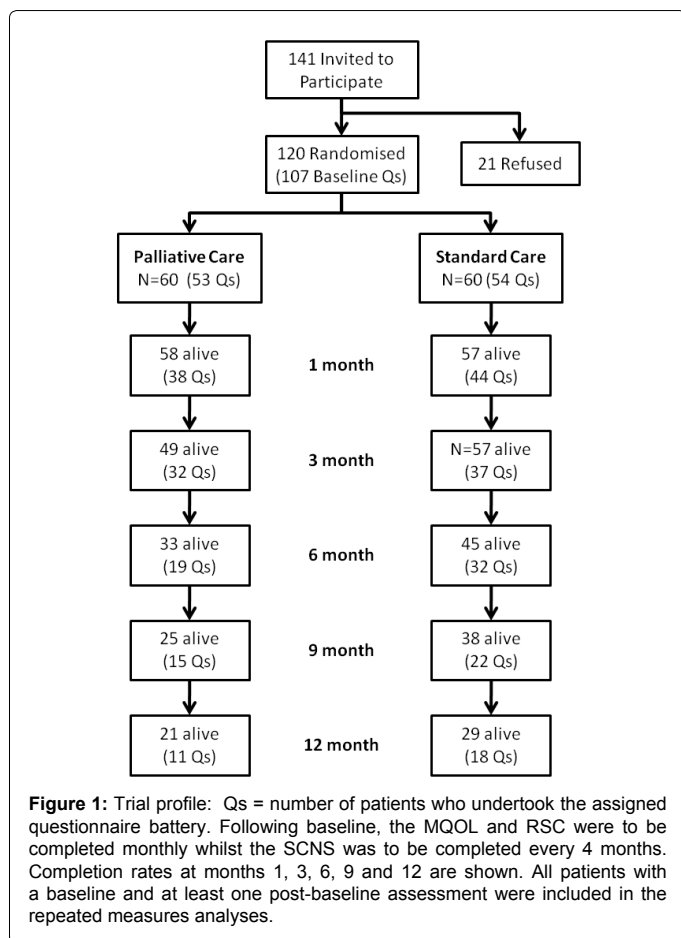 141 Invited to
Participate
120 Randomised
(107 Baseline Qs)
21 Refused
Palliative Care
N=60 (53 Qs)
Standard Care
N=60 (54 Qs)
58 alive
(38 Qs)
1 month
57 alive
(44 Qs)
49 alive
(32 Qs)
3 month
N=57 alive
(37 Qs)
33 alive
(19 Qs)
6 month
45 alive
(32 Qs)
25 alive
(15 Qs)
9 month
38 alive
(22 Qs)
21 alive
(11 Qs)
12 month
29 alive
(18 Qs)
Figure 1: Trial profile: Qs = number of patients who undertook the assigned
questionnaire battery. Following baseline, the MQOL and RSC were to be
completed monthly whilst the SCNS was to be completed every 4 months.
Completion rates at months 1, 3, 6, 9 and 12 are shown. All patients with
a baseline and at least one post-baseline assessment were included in the
repeated measures analyses.